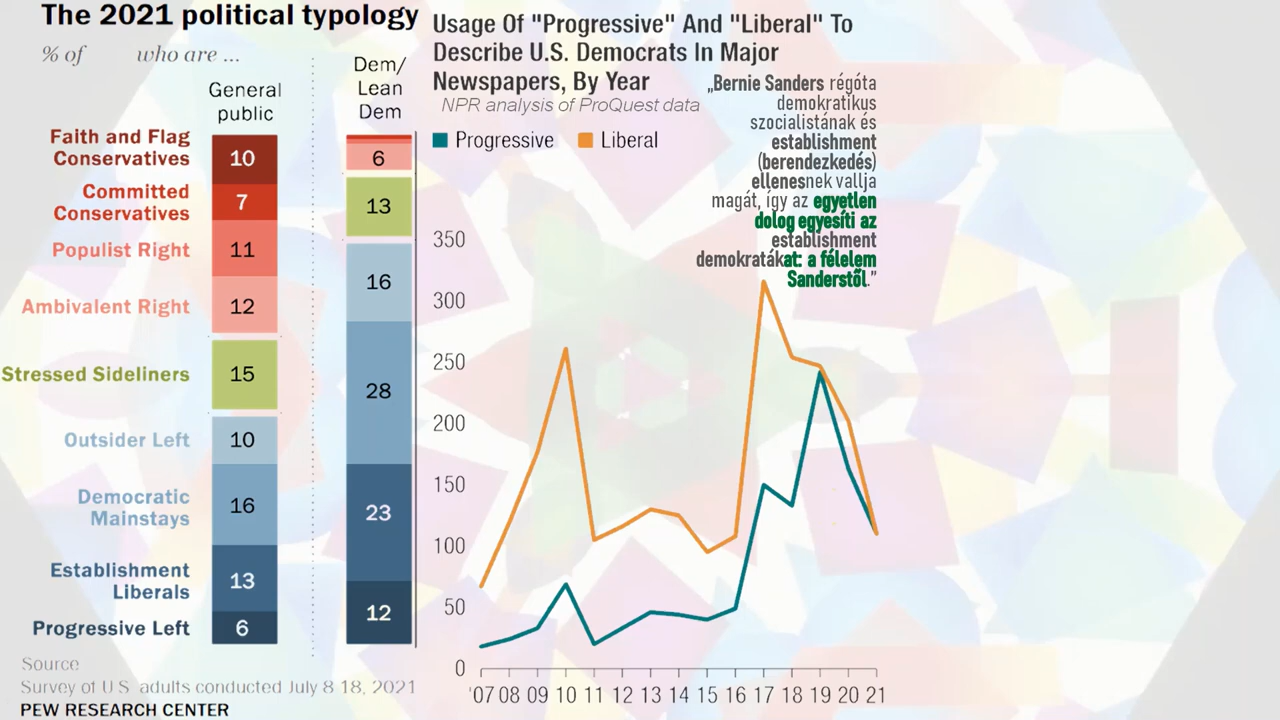 The 2021 political typology
% of who are ...
General
public
Dem/
Lean
Dem
Faith and Flag
Conservatives
10
6
Committed
Conservatives
7
13
Populist Right
11
Ambivalent Right
12
16
Stressed Sideliners
15
28
Outsider Left
10
Democratic
Mainstays
16
23
Establishment
Liberals
13
Progressive Left
6
12
Source
Survey of U.S. adults conducted July 8 18, 2021
PEW RESEARCH CENTER
Usage Of "Progressive" And "Liberal" To
Describe U.S. Democrats In Major
Newspapers, By Year
NPR analysis of ProQuest data
Progressive Liberal
„Bernie Sanders régóta
demokratikus
szocialistának és
establishment
(berendezkedés)
ellenesnek vallja
magát, így az egyetlen
dolog egyesíti az
establishment
demokratákat: a félelem
Sanderstől.”
350
300
250
200
150
100
50
0
'07 08 09 10 11 12 13 14 15 16 17 18 19 20 21